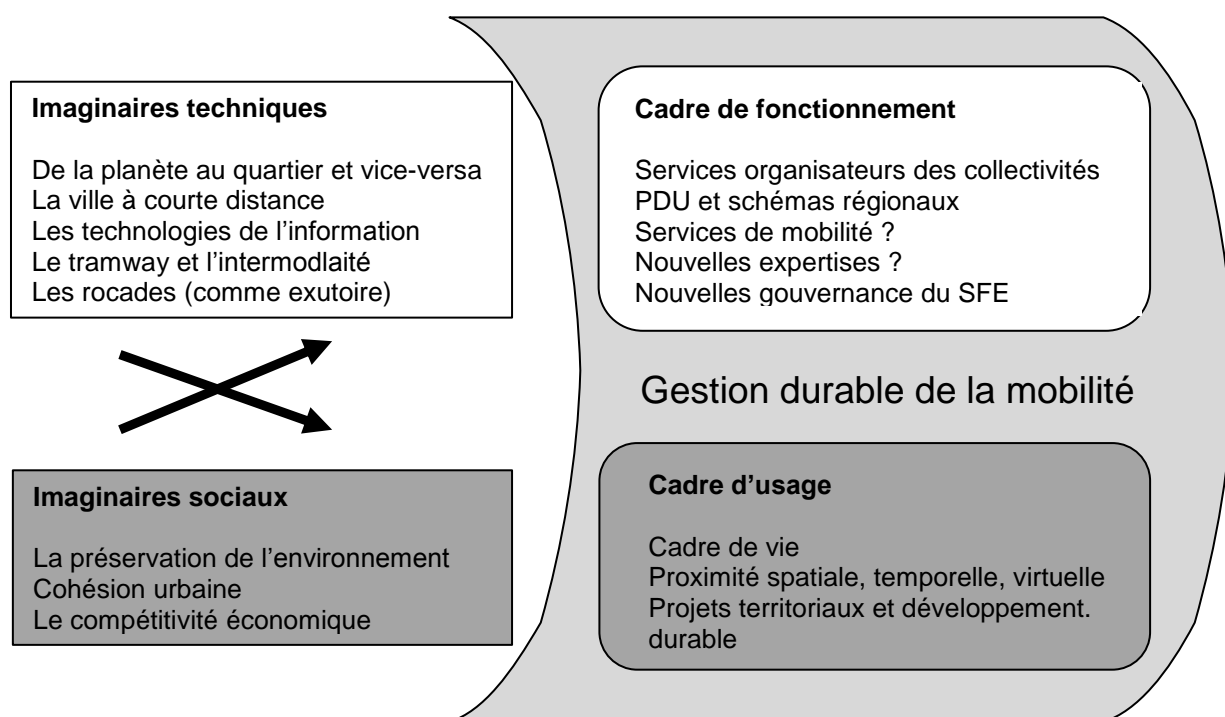 Imaginaires techniques
De la planète au quartier et vice-versa
La ville à courte distance
Les technologies de l’information
Le tramway et l’intermodlaité
Les rocades (comme exutoire)
Imaginaires sociaux
La préservation de l’environnement
Cohésion urbaine
Le compétitivité économique
Cadre de fonctionnement
Services organisateurs des collectivités
PDU et schémas régionaux
Services de mobilité ?
Nouvelles expertises ?
Nouvelles gouvernance du SFE
Gestion durable de la mobilité
Cadre d’usage
Cadre de vie
Proximité spatiale, temporelle, virtuelle
Projets territoriaux et développement.
durable